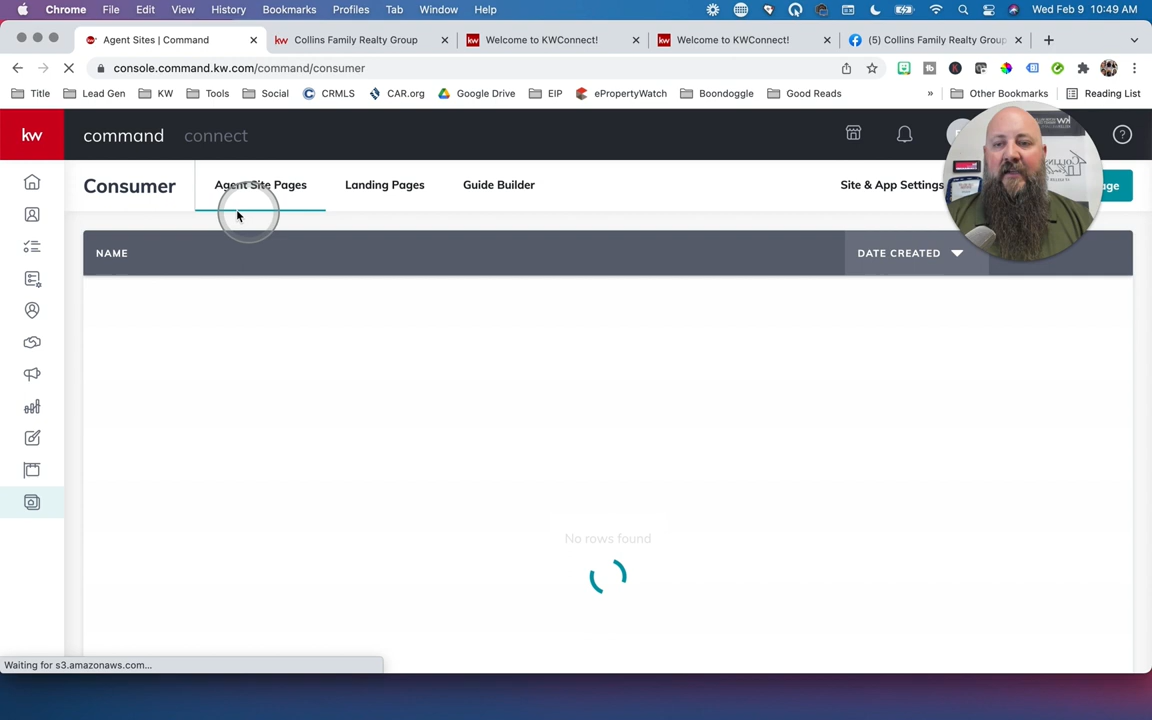 Chrome File Edit View History Bookmarks Profiles Tab Window Help Wed Feb 9 10:49 AM
Agent Sites | Command Collins Family Realty Group Welcome to KWConnect! Welcome to KWConnect! (5) Collins Family Realty Group
console.command.kw.com/command/consumer
Title Lead Gen KW Tools Social CRMLS CAR.org Google Drive EIP ePropertyWatch Boondoggle Good Reads » Other Bookmarks Reading List
kw command connect
Consumer Agent Site Pages Landing Pages Guide Builder Site & App Settings
NAME DATE CREATED
No rows found
Waiting for s3.amazonaws.com...